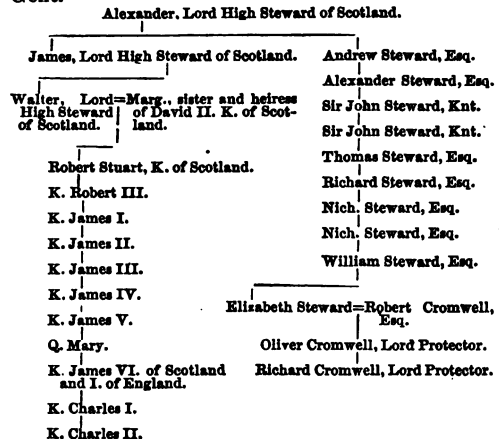 Alexander, Lord High Steward of Scotland.
James, Lord High Steward of Scotland.
Walter, Lord=Marg., sister and heiress
High Steward of David II. K. of Scot-
of Scotland. land.
Robert Stuart, K. of Scotland.
K. Robert III.
K. James I.
K. James II.
K. James III.
K. James IV.
K. James V.
Q. Mary.
K. James VI. of Scotland
and I. of England.
K. Charles I.
K. Charles II.
Andrew Steward, Esq.
Alexander Steward, Esq.
Sir John Steward, Knt.
Sir John Steward, Knt.
Thomas Steward, Esq.
Richard Steward, Esq.
Nich. Steward, Esq.
Nich. Steward, Esq.
William Steward, Esq.
Elizabeth Steward=Robert Cromwell,
Esq.
Oliver Cromwell, Lord Protector.
Richard Cromwell, Lord Protector.